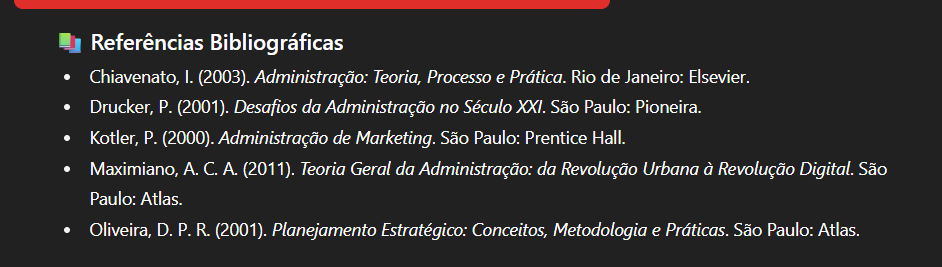 Referências Bibliográficas
• Chiavenato, I. (2003). Administração: Teoria, Processo e Prática. Rio de Janeiro: Elsevier.
• Drucker, P. (2001). Desafios da Administração no Século XXI. São Paulo: Pioneira.
• Kotler, P. (2000). Administração de Marketing. São Paulo: Prentice Hall.
• Maximiano, A. C. A. (2011). Teoria Geral da Administração: da Revolução Urbana à Revolução Digital. São
Paulo: Atlas.
• Oliveira, D. P. R. (2001). Planejamento Estratégico: Conceitos, Metodologia e Práticas. São Paulo: Atlas.